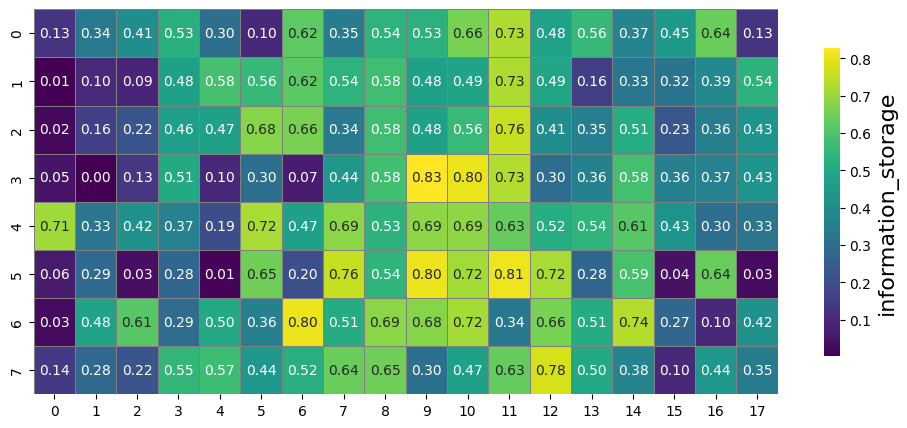 0 0.13 0.34 0.41 0.53 0.30 0.10 0.62 0.35 0.54 0.53 0.66 0.73 0.48 0.56 0.37 0.45 0.64 0.13
1 0.01 0.10 0.09 0.48 0.58 0.56 0.62 0.54 0.58 0.48 0.49 0.73 0.49 0.16 0.33 0.32 0.39 0.54
2 0.02 0.16 0.22 0.46 0.47 0.68 0.66 0.34 0.58 0.48 0.56 0.76 0.41 0.35 0.51 0.23 0.36 0.43
3 0.05 0.00 0.13 0.51 0.10 0.30 0.07 0.44 0.58 0.83 0.80 0.73 0.30 0.36 0.58 0.36 0.37 0.43
4 0.71 0.33 0.42 0.37 0.19 0.72 0.47 0.69 0.53 0.69 0.69 0.63 0.52 0.54 0.61 0.43 0.30 0.33
5 0.06 0.29 0.03 0.28 0.01 0.65 0.20 0.76 0.54 0.80 0.72 0.81 0.72 0.28 0.59 0.04 0.64 0.03
6 0.03 0.48 0.61 0.29 0.50 0.36 0.80 0.51 0.69 0.68 0.72 0.34 0.66 0.51 0.74 0.27 0.10 0.42
7 0.14 0.28 0.22 0.55 0.57 0.44 0.52 0.64 0.65 0.30 0.47 0.63 0.78 0.50 0.38 0.10 0.44 0.35
0 1 2 3 4 5 6 7 8 9 10 11 12 13 14 15 16 17
0.8
0.7
0.6
0.5
0.4
0.3
0.2
0.1
information_storage